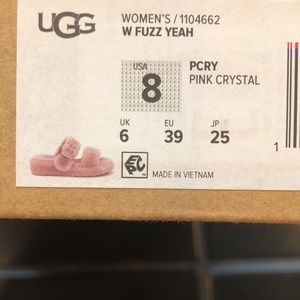 UGG
WOMEN'S / 1104662
W FUZZ YEAH
USA
8
PCRY
PINK CRYSTAL
UK EU JP
6 39 25
MADE IN VIETNAM
1